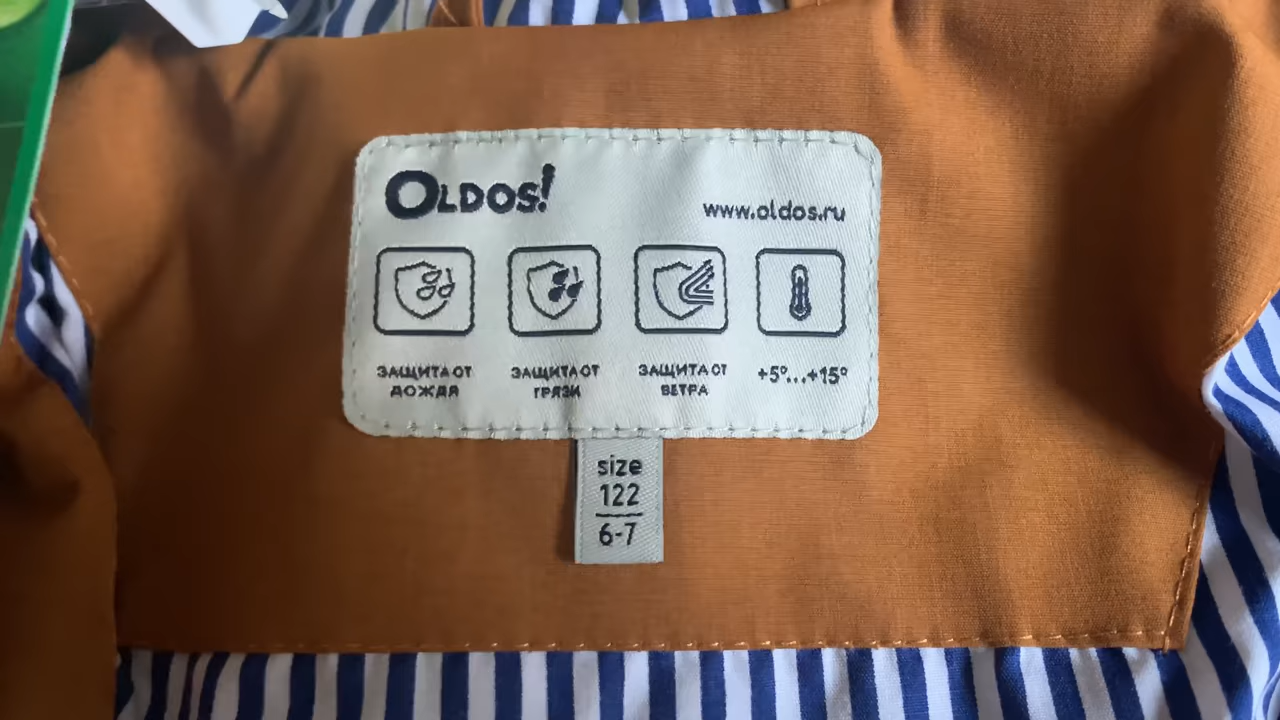 OLDOS!
www.oldos.ru
ЗАЩИТА ОТ
ДОЖДЯ
ЗАЩИТА ОТ
ГРЯЗИ
ЗАЩИТА ОТ
ВЕТРА
+5°...+15°
size
122
6-7